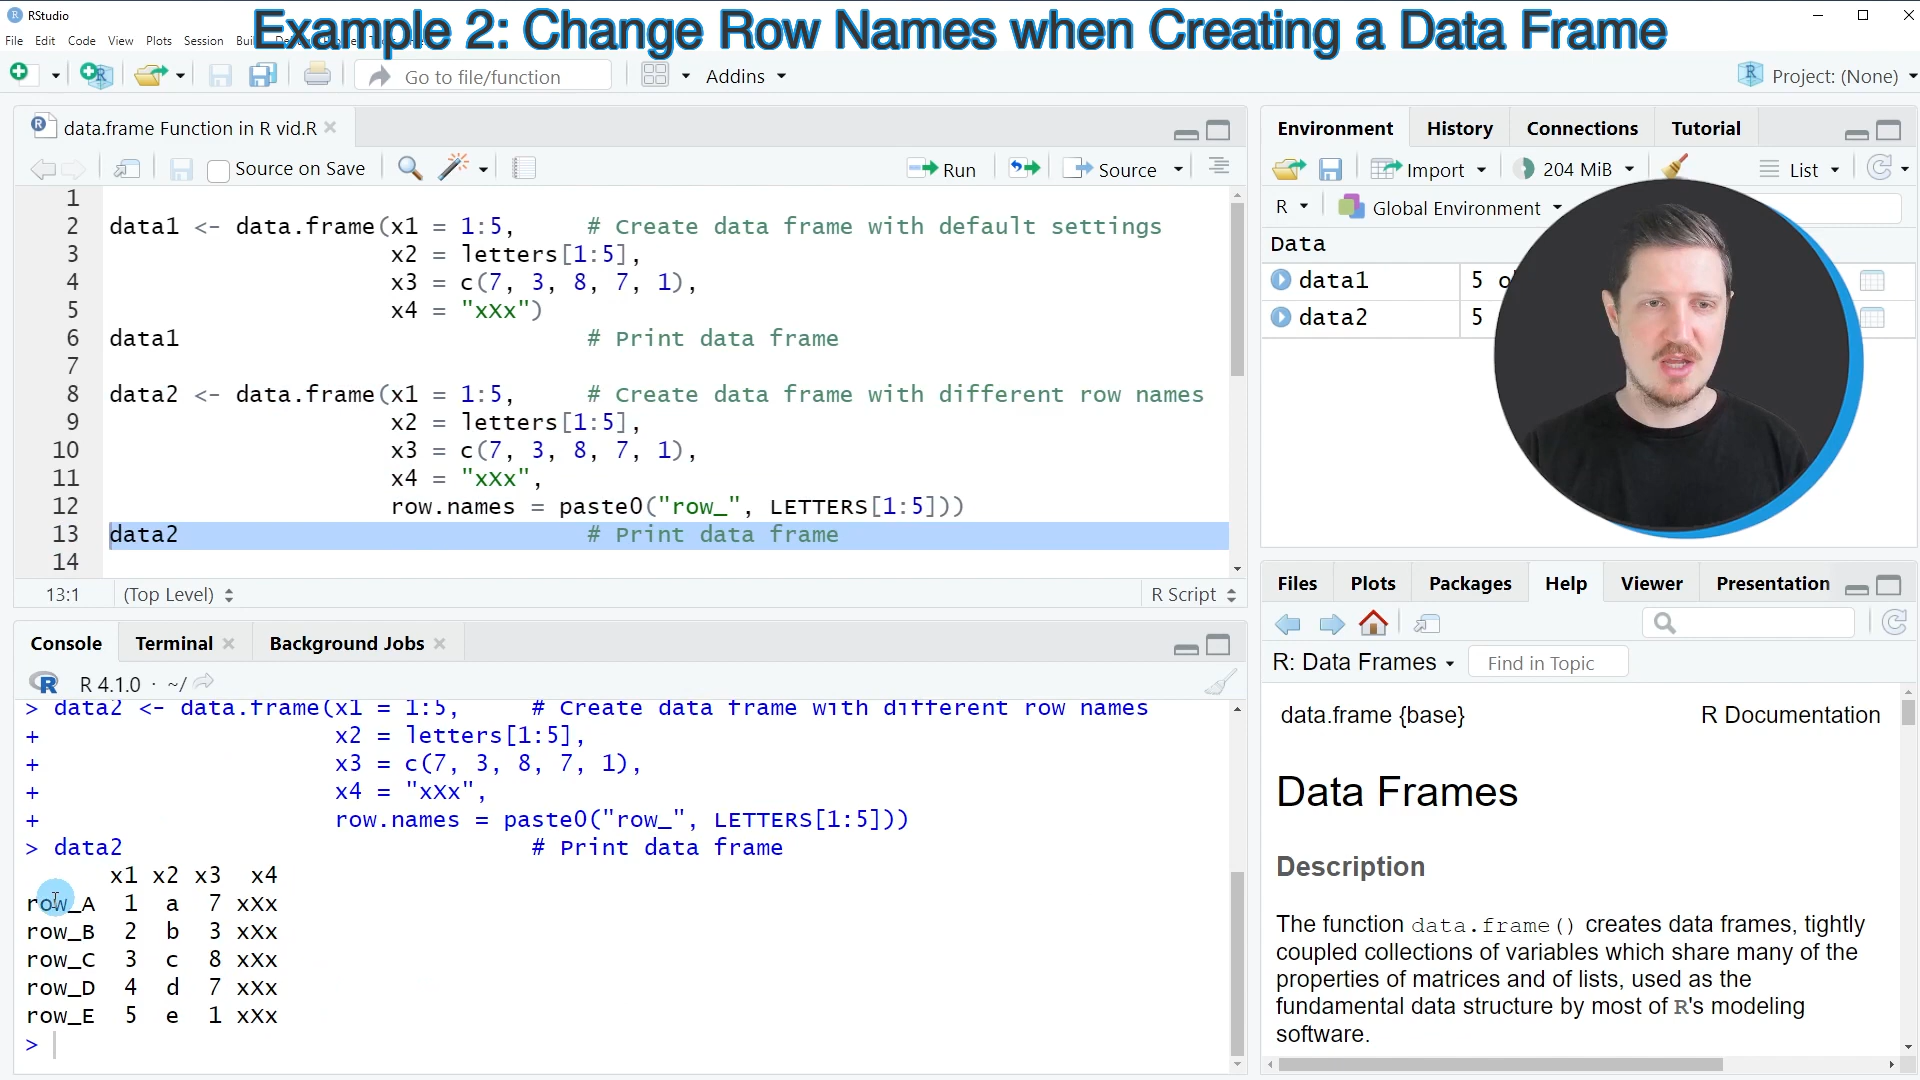 RStudio
Example 2: Change Row Names when Creating a Data Frame
File Edit Code View Plots Session
Go to file/function
Addins
Project: (None)
data.frame Function in R vid.R
Source on Save
Run
Source
1
2 data1 <- data.frame(x1 = 1:5,     # Create data frame with default settings
3 x2 = letters[1:5],
4 x3 = c(7, 3, 8, 7, 1),
5 x4 = "xXx")
6 data1     # Print data frame
7
8 data2 <- data.frame(x1 = 1:5,     # Create data frame with different row names
9 x2 = letters[1:5],
10 x3 = c(7, 3, 8, 7, 1),
11 x4 = "xXx",
12 row.names = paste0("row_", LETTERS[1:5]))
13 data2     # Print data frame
14
13:1 (Top Level) R Script
Console Terminal Background Jobs
R 4.1.0 · ~/
> data2 <- data.frame(x1 = 1:5,     # Create data frame with different row names
+ x2 = letters[1:5],
+ x3 = c(7, 3, 8, 7, 1),
+ x4 = "xXx",
+ row.names = paste0("row_", LETTERS[1:5]))
> data2     # Print data frame
x1 x2 x3 x4
row_A 1 a 7 xXx
row_B 2 b 3 xXx
row_C 3 c 8 xXx
row_D 4 d 7 xXx
row_E 5 e 1 xXx
>
Environment History Connections Tutorial
Import 204 MiB List
R Global Environment
Data
data1 5
data2 5
Files Plots Packages Help Viewer Presentation
R: Data Frames Find in Topic
data.frame {base} R Documentation
Data Frames
Description
The function data.frame() creates data frames, tightly
coupled collections of variables which share many of the
properties of matrices and of lists, used as the
fundamental data structure by most of R's modeling
software.